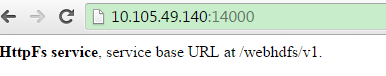 10.105.49.140:14000
HttpFs service, service base URL at /webhdfs/v1.